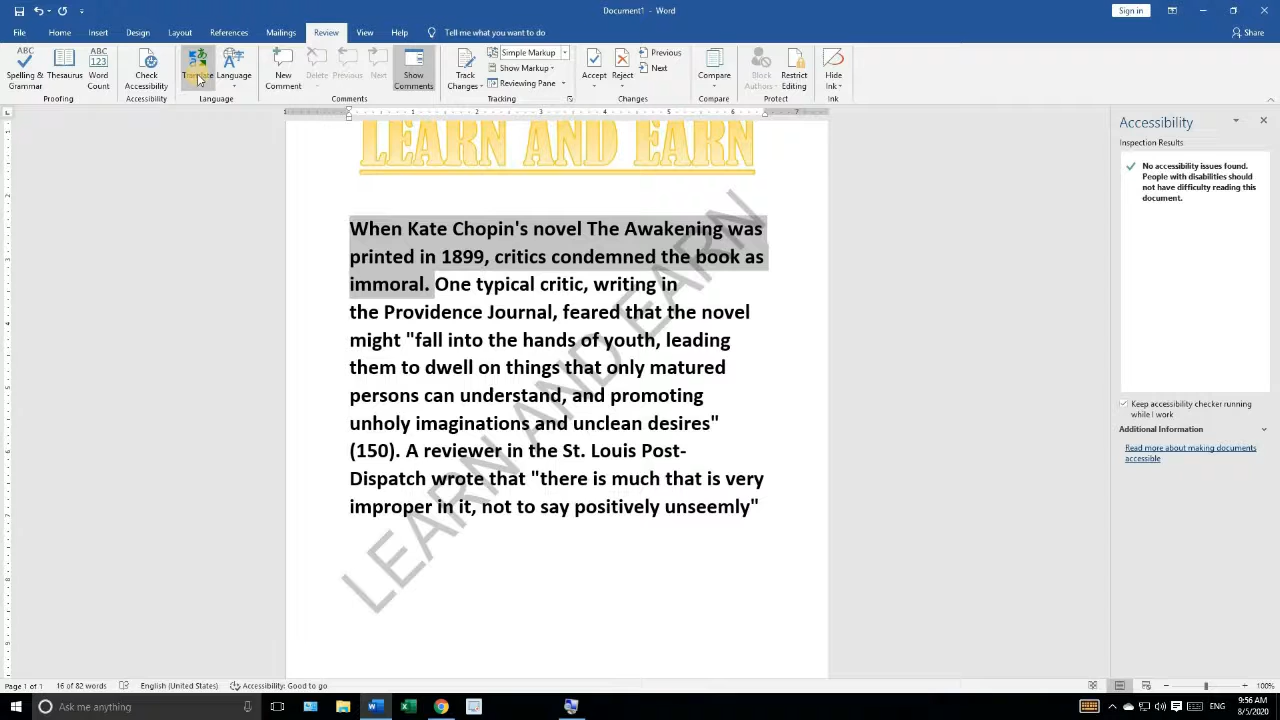 Document1 - Word
Sign in
File Home Insert Design Layout References Mailings Review View Help Tell me what you want to do
Share
Spelling & Grammar
Thesaurus
Word Count
Proofing
Check Accessibility
Accessibility
Translate
Language
Language
New Comment
Delete
Previous
Next
Show Comments
Comments
Track Changes
Simple Markup
Show Markup
Reviewing Pane
Tracking
Accept
Reject
Previous
Next
Changes
Compare
Compare
Block Authors
Restrict Editing
Protect
Hide Ink
Ink
LEARN AND EARN
When Kate Chopin's novel The Awakening was
printed in 1899, critics condemned the book as
immoral. One typical critic, writing in
the Providence Journal, feared that the novel
might "fall into the hands of youth, leading
them to dwell on things that only matured
persons can understand, and promoting
unholy imaginations and unclean desires"
(150). A reviewer in the St. Louis Post-
Dispatch wrote that "there is much that is very
improper in it, not to say positively unseemly"
LEARN AND EARN
Accessibility
Inspection Results
No accessibility issues found.
People with disabilities should
not have difficulty reading this
document.
Keep accessibility checker running
while I work
Additional Information
Read more about making documents
accessible
Page 1 of 1 16 of 82 words English (United States) Accessibility: Good to go
100%
Ask me anything
ENG
9:56 AM
8/5/2020